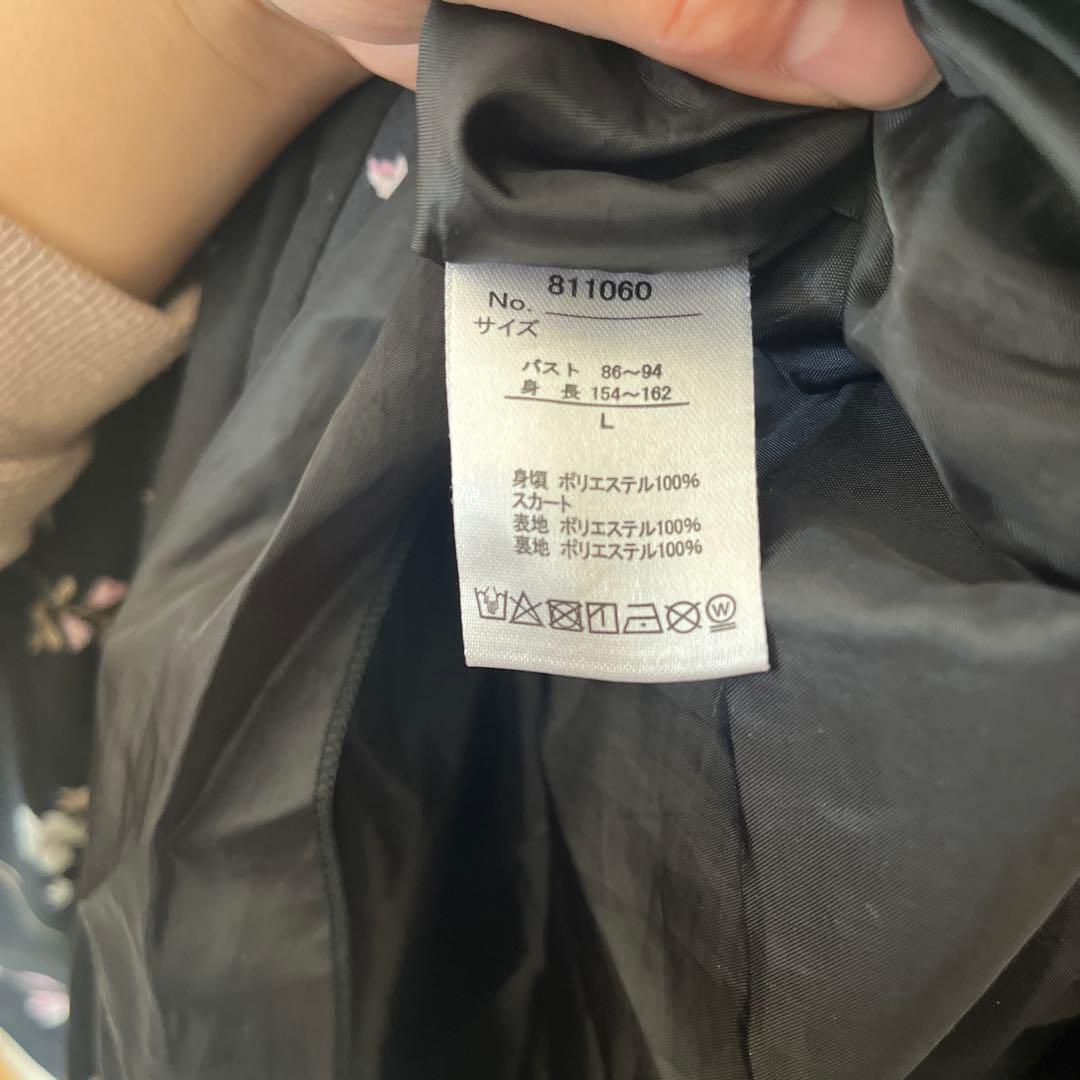 No. 811060
サイズ
バスト 86～94
身 長 154～162
L
身頃 ポリエステル100%
スカート
表地 ポリエステル100%
裏地 ポリエステル100%
W